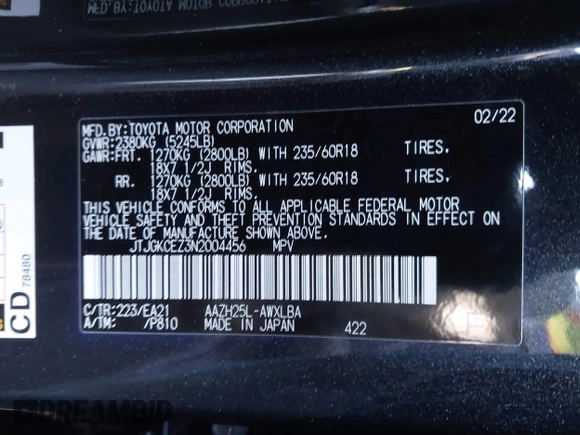 02/22
MFD.BY:TOYOTA MOTOR CORPORATION
GVWR:2380KG (5245LB)
GAWR:FRT. 1270KG (2800LB) WITH 235/60R18 TIRES.
18X7 1/2J RIMS.
RR. 1270KG (2800LB) WITH 235/60R18 TIRES.
18X7 1/2J RIMS.
THIS VEHICLE CONFORMS TO ALL APPLICABLE FEDERAL MOTOR
VEHICLE SAFETY AND THEFT PREVENTION STANDARDS IN EFFECT ON
THE DATE OF MANUFACTURE SHOWN ABOVE.
JTJGKCEZ3N2004456 MPV
C/TR:223/EA21 AAZH25L-AWXLBA
A/TM: /P810 MADE IN JAPAN 422
CD 78480
DREAMBID